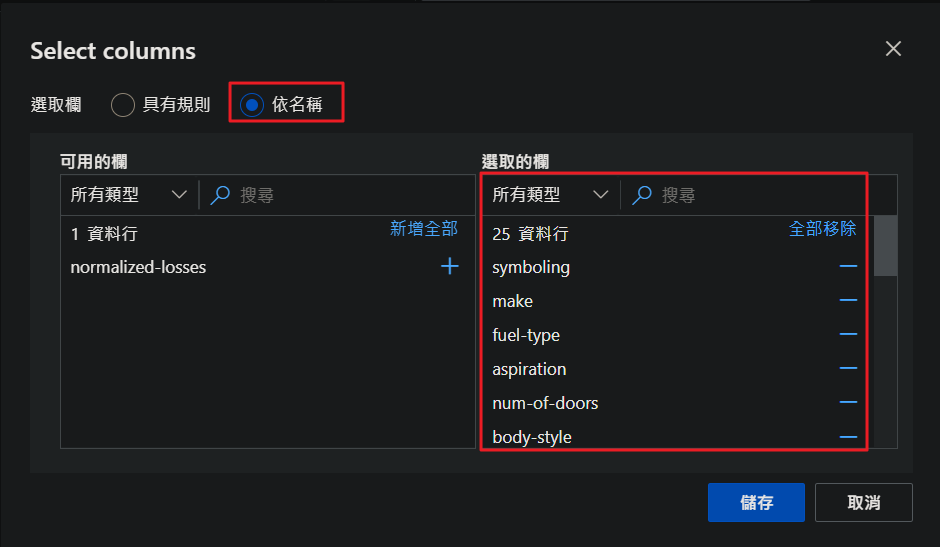 Select columns
選取欄 具有規則 依名稱
可用的欄
所有類型 搜尋
1 資料行 新增全部
normalized-losses
選取的欄
所有類型 搜尋
25 資料行 全部移除
symboling
make
fuel-type
aspiration
num-of-doors
body-style
儲存 取消